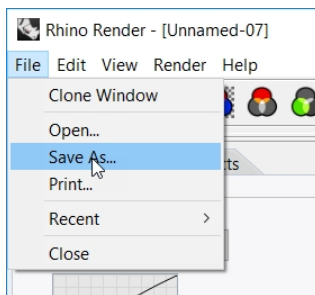 Rhino Render - [Unnamed-07]
File Edit View Render Help
Clone Window
Open...
Save As...
Print...
Recent
Close